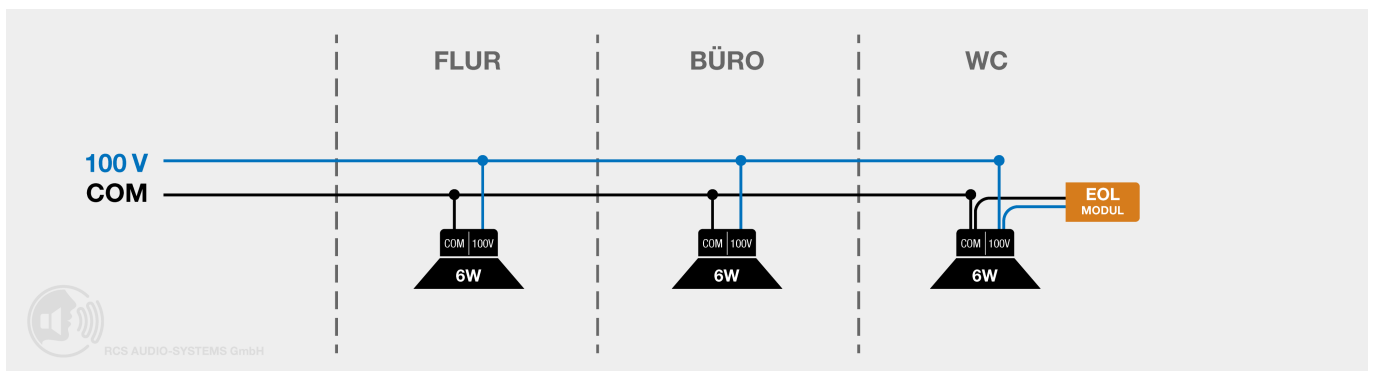 FLUR
BÜRO
WC
100 V
COM
EOL
MODUL
COM 100V
6W
COM 100V
6W
COM 100V
6W
RCS AUDIO-SYSTEMS GmbH